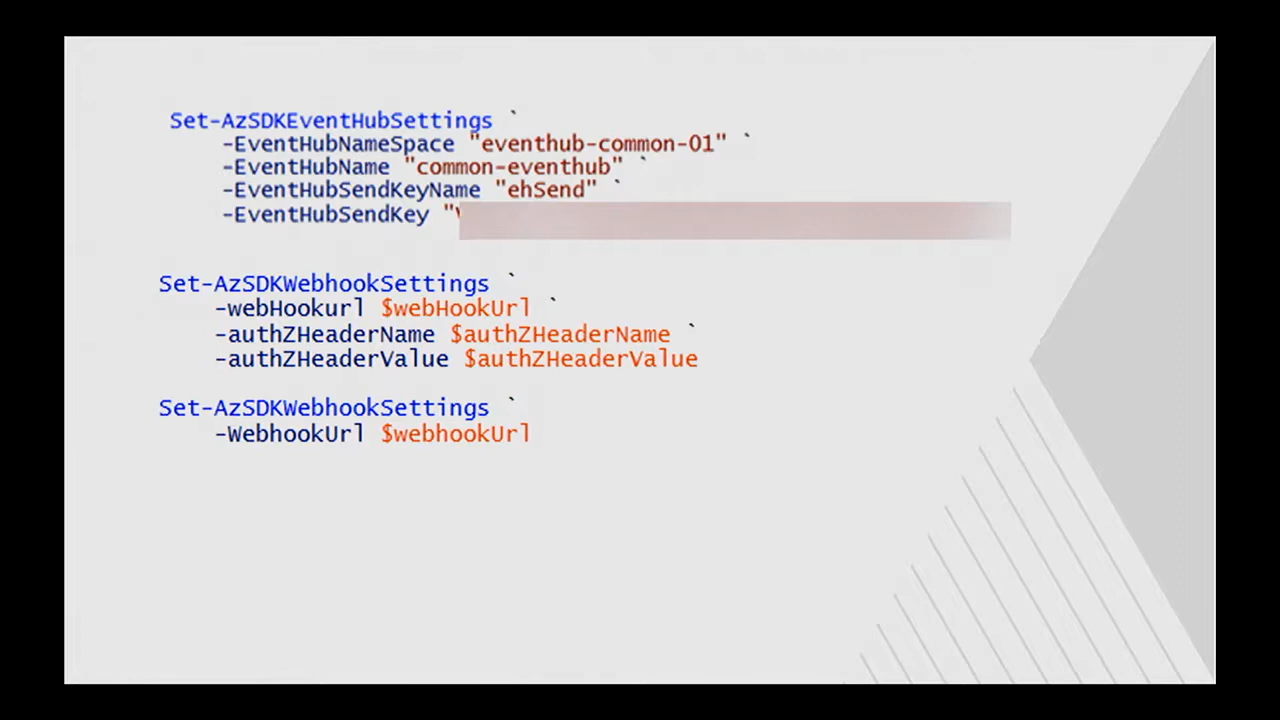 Set-AzSDKEventHubSettings `
-EventHubNameSpace "eventhub-common-01" `
-EventHubName "common-eventhub" `
-EventHubSendKeyName "ehSend" `
-EventHubSendKey "
Set-AzSDKWebhookSettings `
-webHookurl $webHookUrl `
-authZHeaderName $authZHeaderName `
-authZHeaderValue $authZHeaderValue
Set-AzSDKWebhookSettings `
-WebhookUrl $webhookUrl